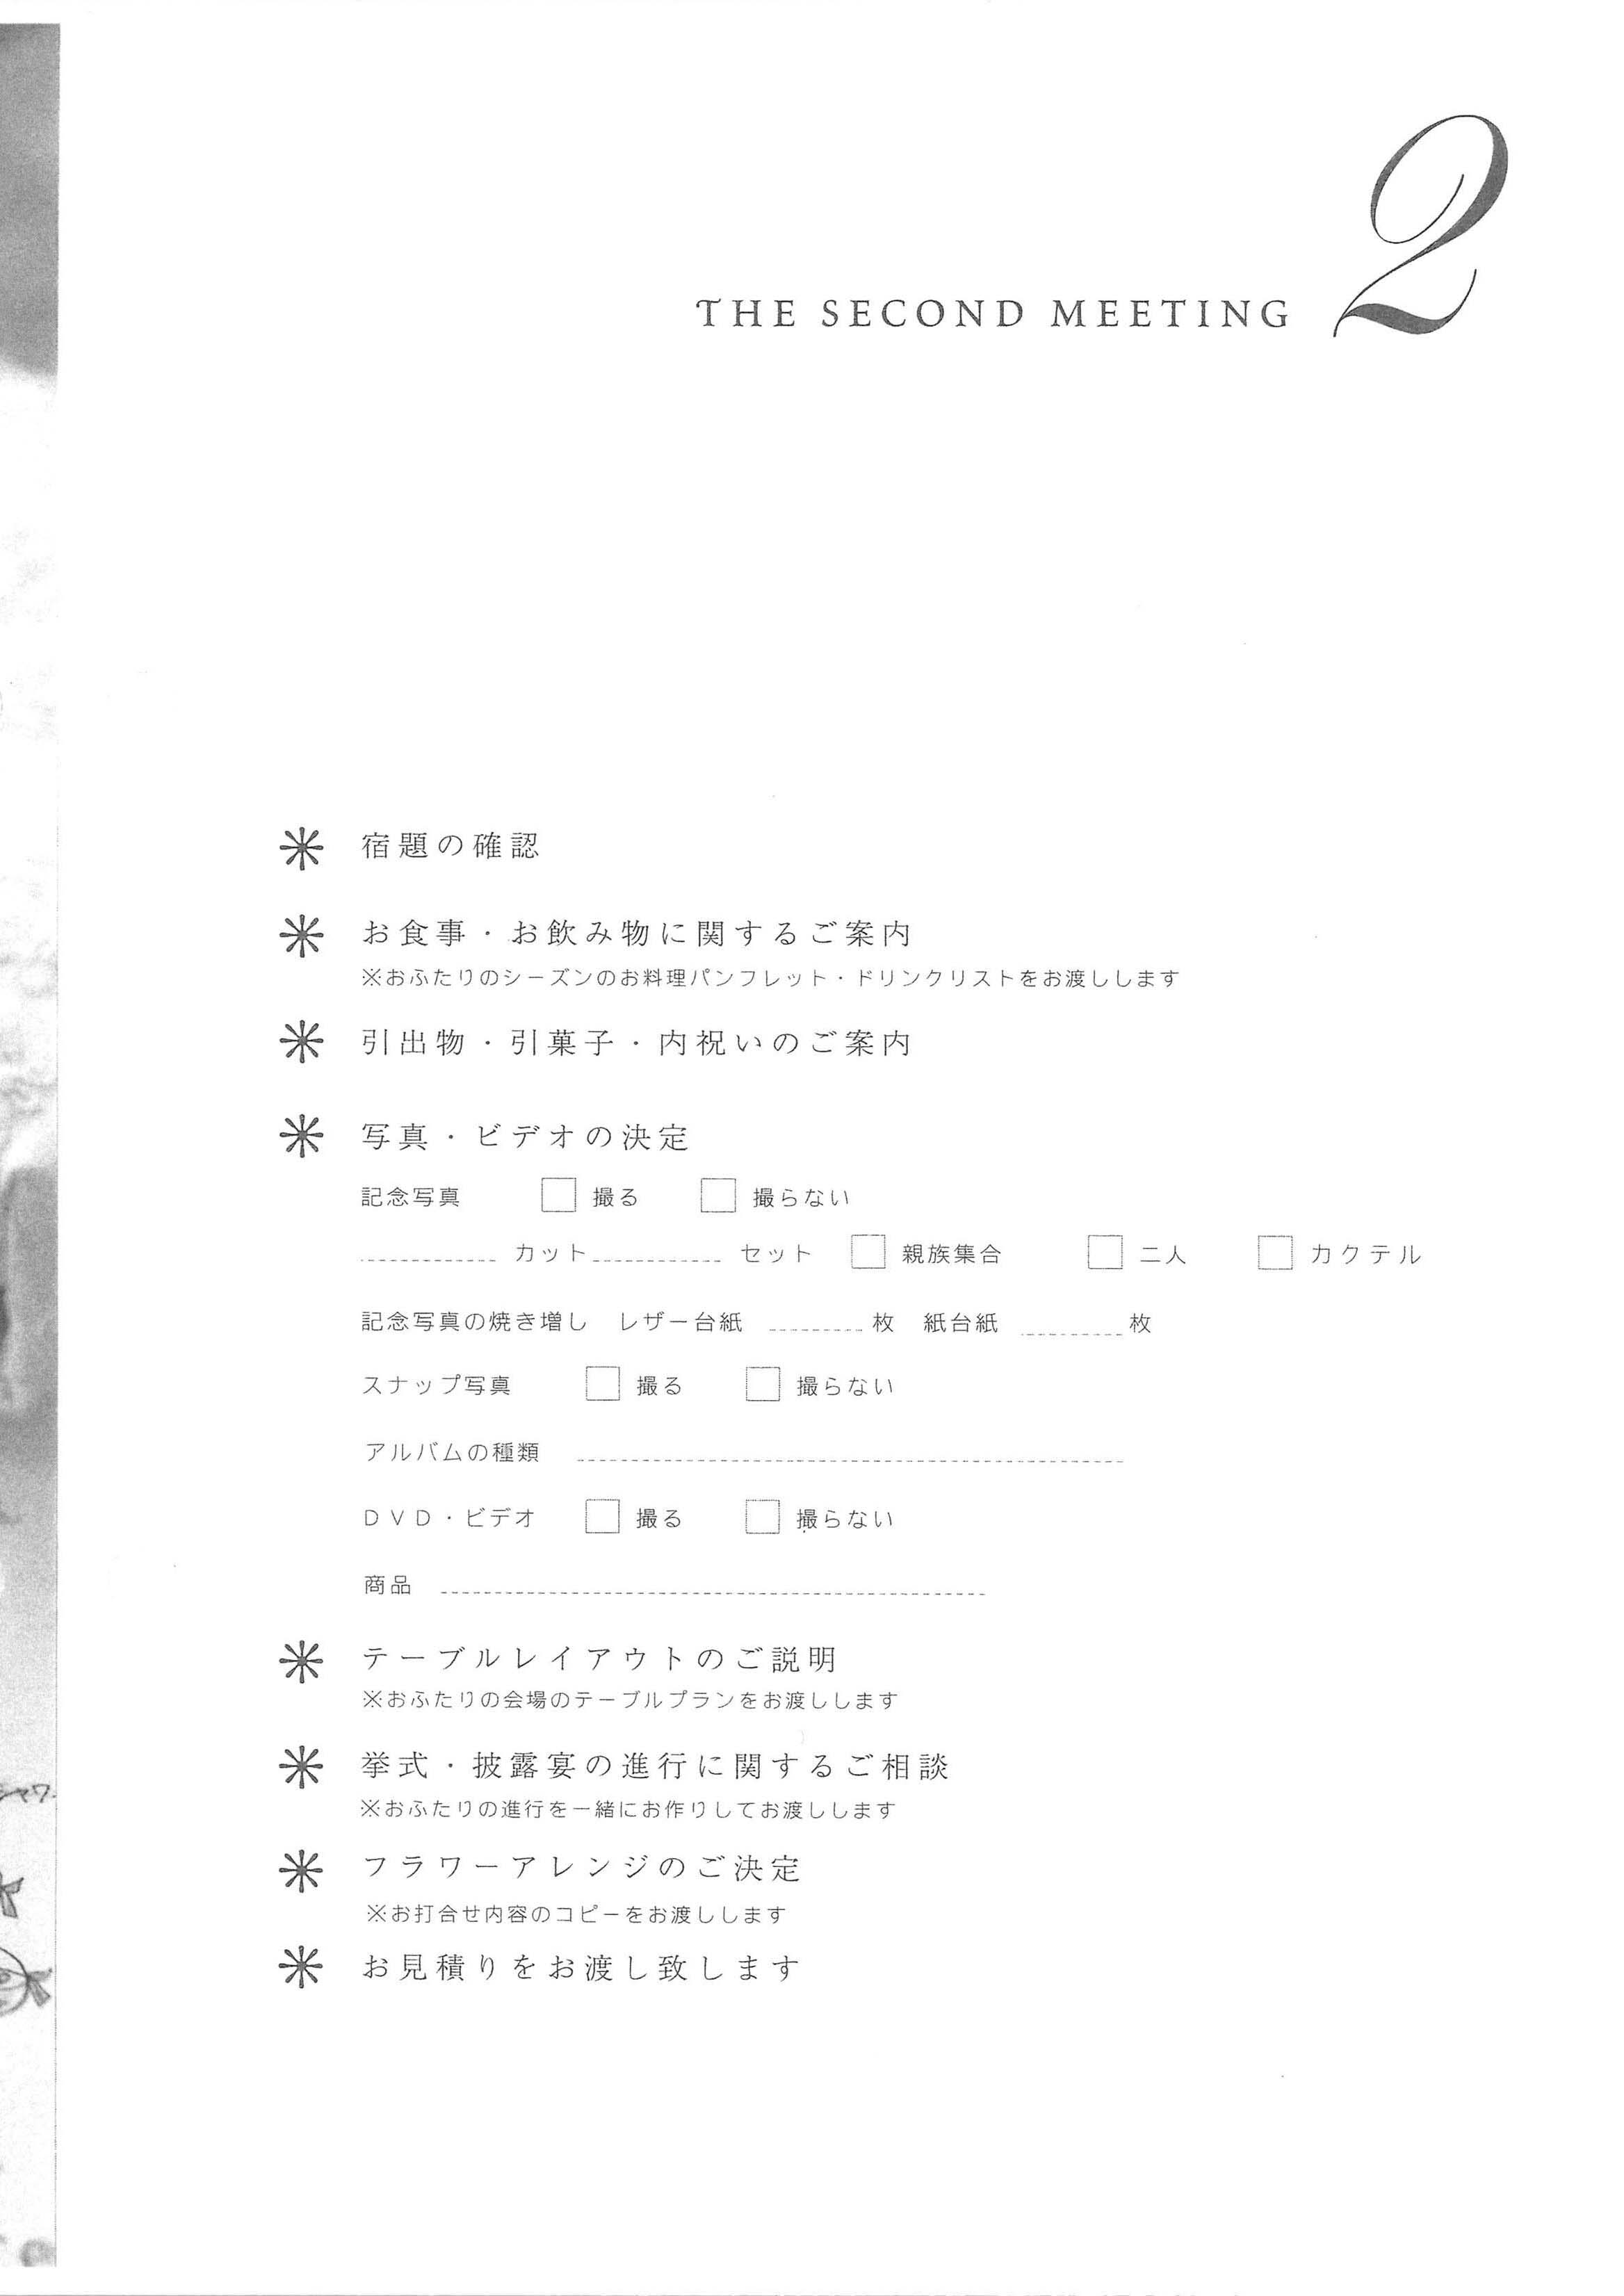 THE SECOND MEETING 2
宿題の確認
お食事・お飲み物に関するご案内
※おふたりのシーズンのお料理パンフレット・ドリンクリストをお渡しします
引出物・引菓子・内祝いのご案内
写真・ビデオの決定
記念写真 撮る 撮らない
カット セット 親族集合 二人 カクテル
記念写真の焼き増し レザー台紙 枚 紙台紙 枚
スナップ写真 撮る 撮らない
アルバムの種類
DVD・ビデオ 撮る 撮らない
商品
テーブルレイアウトのご説明
※おふたりの会場のテーブルプランをお渡しします
挙式・披露宴の進行に関するご相談
※おふたりの進行を一緒にお作りしてお渡しします
フラワーアレンジのご決定
※お打合せ内容のコピーをお渡しします
お見積りをお渡し致します